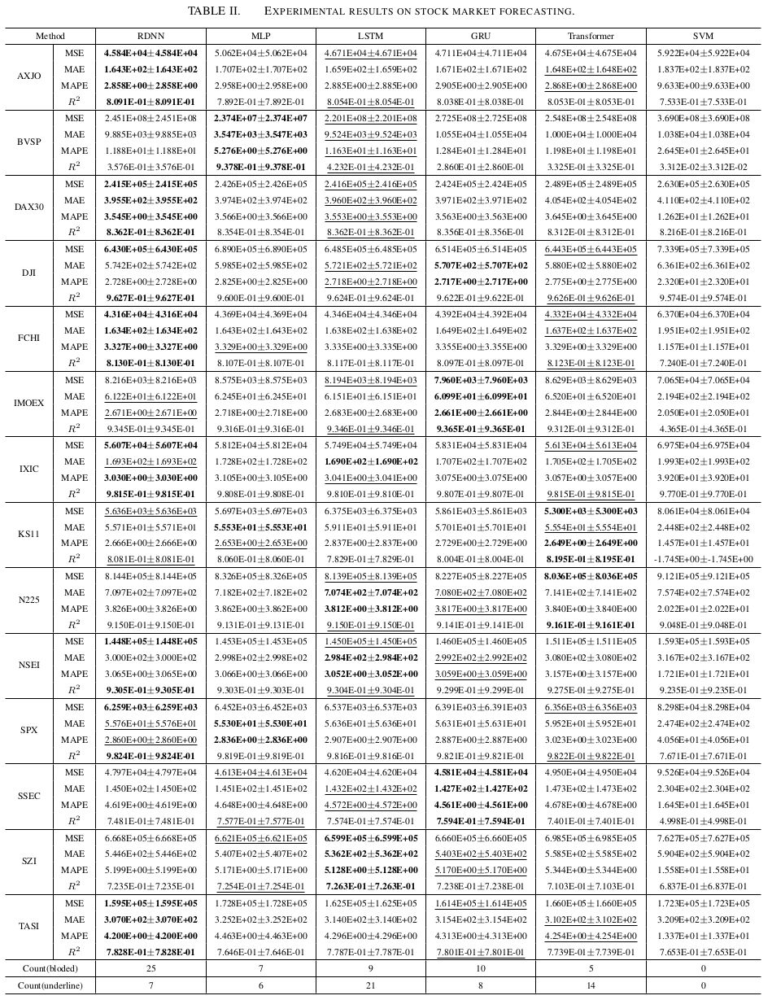 TABLE II. EXPERIMENTAL RESULTS ON STOCK MARKET FORECASTING.
Method RDNN MLP LSTM GRU Transformer SVM
AXJO MSE 4.584E+04±4.584E+04 5.062E+04±5.062E+04 4.671E+04±4.671E+04 4.711E+04±4.711E+04 4.675E+04±4.675E+04 5.922E+04±5.922E+04
MAE 1.643E+02±1.643E+02 1.707E+02±1.707E+02 1.659E+02±1.659E+02 1.671E+02±1.671E+02 1.648E+02±1.648E+02 1.837E+02±1.837E+02
MAPE 2.858E+00±2.858E+00 2.958E+00±2.958E+00 2.885E+00±2.885E+00 2.905E+00±2.905E+00 2.868E+00±2.868E+00 9.633E+00±9.633E+00
R² 8.091E-01±8.091E-01 7.892E-01±7.892E-01 8.054E-01±8.054E-01 8.038E-01±8.038E-01 8.053E-01±8.053E-01 7.533E-01±7.533E-01
BVSP MSE 2.451E+08±2.451E+08 2.374E+07±2.374E+07 2.201E+08±2.201E+08 2.725E+08±2.725E+08 2.548E+08±2.548E+08 3.690E+08±3.690E+08
MAE 9.885E+03±9.885E+03 3.547E+03±3.547E+03 9.524E+03±9.524E+03 1.055E+04±1.055E+04 1.000E+04±1.000E+04 1.038E+04±1.038E+04
MAPE 1.188E+01±1.188E+01 5.276E+00±5.276E+00 1.163E+01±1.163E+01 1.284E+01±1.284E+01 1.198E+01±1.198E+01 2.645E+01±2.645E+01
R² 3.576E-01±3.576E-01 9.378E-01±9.378E-01 4.232E-01±4.232E-01 2.860E-01±2.860E-01 3.325E-01±3.325E-01 3.312E-02±3.312E-02
DAX30 MSE 2.415E+05±2.415E+05 2.426E+05±2.426E+05 2.416E+05±2.416E+05 2.424E+05±2.424E+05 2.489E+05±2.489E+05 2.630E+05±2.630E+05
MAE 3.955E+02±3.955E+02 3.974E+02±3.974E+02 3.960E+02±3.960E+02 3.971E+02±3.971E+02 4.054E+02±4.054E+02 4.110E+02±4.110E+02
MAPE 3.545E+00±3.545E+00 3.566E+00±3.566E+00 3.553E+00±3.553E+00 3.563E+00±3.563E+00 3.645E+00±3.645E+00 1.262E+01±1.262E+01
R² 8.362E-01±8.362E-01 8.354E-01±8.354E-01 8.362E-01±8.362E-01 8.356E-01±8.356E-01 8.312E-01±8.312E-01 8.216E-01±8.216E-01
DJI MSE 6.430E+05±6.430E+05 6.890E+05±6.890E+05 6.485E+05±6.485E+05 6.514E+05±6.514E+05 6.443E+05±6.443E+05 7.339E+05±7.339E+05
MAE 5.742E+02±5.742E+02 5.985E+02±5.985E+02 5.721E+02±5.721E+02 5.707E+02±5.707E+02 5.880E+02±5.880E+02 6.361E+02±6.361E+02
MAPE 2.728E+00±2.728E+00 2.825E+00±2.825E+00 2.718E+00±2.718E+00 2.717E+00±2.717E+00 2.775E+00±2.775E+00 2.320E+01±2.320E+01
R² 9.627E-01±9.627E-01 9.600E-01±9.600E-01 9.624E-01±9.624E-01 9.622E-01±9.622E-01 9.626E-01±9.626E-01 9.574E-01±9.574E-01
FCHI MSE 4.316E+04±4.316E+04 4.369E+04±4.369E+04 4.346E+04±4.346E+04 4.392E+04±4.392E+04 4.332E+04±4.332E+04 6.370E+04±6.370E+04
MAE 1.634E+02±1.634E+02 1.643E+02±1.643E+02 1.638E+02±1.638E+02 1.649E+02±1.649E+02 1.637E+02±1.637E+02 1.951E+02±1.951E+02
MAPE 3.327E+00±3.327E+00 3.329E+00±3.329E+00 3.335E+00±3.335E+00 3.355E+00±3.355E+00 3.329E+00±3.329E+00 1.157E+01±1.157E+01
R² 8.130E-01±8.130E-01 8.107E-01±8.107E-01 8.117E-01±8.117E-01 8.097E-01±8.097E-01 8.123E-01±8.123E-01 7.240E-01±7.240E-01
IMOEX MSE 8.216E+03±8.216E+03 8.575E+03±8.575E+03 8.194E+03±8.194E+03 7.960E+03±7.960E+03 8.629E+03±8.629E+03 7.065E+04±7.065E+04
MAE 6.122E+01±6.122E+01 6.245E+01±6.245E+01 6.151E+01±6.151E+01 6.099E+01±6.099E+01 6.520E+01±6.520E+01 2.194E+02±2.194E+02
MAPE 2.671E+00±2.671E+00 2.718E+00±2.718E+00 2.683E+00±2.683E+00 2.661E+00±2.661E+00 2.844E+00±2.844E+00 2.050E+01±2.050E+01
R² 9.345E-01±9.345E-01 9.316E-01±9.316E-01 9.346E-01±9.346E-01 9.365E-01±9.365E-01 9.312E-01±9.312E-01 4.365E-01±4.365E-01
IXIC MSE 5.607E+04±5.607E+04 5.812E+04±5.812E+04 5.749E+04±5.749E+04 5.831E+04±5.831E+04 5.613E+04±5.613E+04 6.975E+04±6.975E+04
MAE 1.693E+02±1.693E+02 1.728E+02±1.728E+02 1.690E+02±1.690E+02 1.707E+02±1.707E+02 1.705E+02±1.705E+02 1.993E+02±1.993E+02
MAPE 3.030E+00±3.030E+00 3.105E+00±3.105E+00 3.041E+00±3.041E+00 3.075E+00±3.075E+00 3.057E+00±3.057E+00 3.920E+01±3.920E+01
R² 9.815E-01±9.815E-01 9.808E-01±9.808E-01 9.810E-01±9.810E-01 9.807E-01±9.807E-01 9.815E-01±9.815E-01 9.770E-01±9.770E-01
KS11 MSE 5.636E+03±5.636E+03 5.697E+03±5.697E+03 6.375E+03±6.375E+03 5.861E+03±5.861E+03 5.300E+03±5.300E+03 8.061E+04±8.061E+04
MAE 5.571E+01±5.571E+01 5.553E+01±5.553E+01 5.911E+01±5.911E+01 5.701E+01±5.701E+01 5.554E+01±5.554E+01 2.448E+02±2.448E+02
MAPE 2.666E+00±2.666E+00 2.653E+00±2.653E+00 2.837E+00±2.837E+00 2.729E+00±2.729E+00 2.649E+00±2.649E+00 1.457E+01±1.457E+01
R² 8.081E-01±8.081E-01 8.060E-01±8.060E-01 7.829E-01±7.829E-01 8.004E-01±8.004E-01 8.195E-01±8.195E-01 -1.745E+00±-1.745E+00
N225 MSE 8.144E+05±8.144E+05 8.326E+05±8.326E+05 8.139E+05±8.139E+05 8.227E+05±8.227E+05 8.036E+05±8.036E+05 9.121E+05±9.121E+05
MAE 7.097E+02±7.097E+02 7.182E+02±7.182E+02 7.074E+02±7.074E+02 7.080E+02±7.080E+02 7.141E+02±7.141E+02 7.574E+02±7.574E+02
MAPE 3.826E+00±3.826E+00 3.862E+00±3.862E+00 3.812E+00±3.812E+00 3.817E+00±3.817E+00 3.840E+00±3.840E+00 2.022E+01±2.022E+01
R² 9.150E-01±9.150E-01 9.131E-01±9.131E-01 9.150E-01±9.150E-01 9.141E-01±9.141E-01 9.161E-01±9.161E-01 9.048E-01±9.048E-01
NSEI MSE 1.448E+05±1.448E+05 1.453E+05±1.453E+05 1.450E+05±1.450E+05 1.460E+05±1.460E+05 1.511E+05±1.511E+05 1.593E+05±1.593E+05
MAE 3.000E+02±3.000E+02 2.998E+02±2.998E+02 2.984E+02±2.984E+02 2.992E+02±2.992E+02 3.080E+02±3.080E+02 3.167E+02±3.167E+02
MAPE 3.065E+00±3.065E+00 3.066E+00±3.066E+00 3.052E+00±3.052E+00 3.059E+00±3.059E+00 3.157E+00±3.157E+00 1.721E+01±1.721E+01
R² 9.305E-01±9.305E-01 9.303E-01±9.303E-01 9.304E-01±9.304E-01 9.299E-01±9.299E-01 9.275E-01±9.275E-01 9.235E-01±9.235E-01
SPX MSE 6.259E+03±6.259E+03 6.452E+03±6.452E+03 6.537E+03±6.537E+03 6.391E+03±6.391E+03 6.356E+03±6.356E+03 8.298E+04±8.298E+04
MAE 5.576E+01±5.576E+01 5.530E+01±5.530E+01 5.636E+01±5.636E+01 5.631E+01±5.631E+01 5.952E+01±5.952E+01 2.474E+02±2.474E+02
MAPE 2.860E+00±2.860E+00 2.836E+00±2.836E+00 2.907E+00±2.907E+00 2.887E+00±2.887E+00 3.023E+00±3.023E+00 4.056E+01±4.056E+01
R² 9.824E-01±9.824E-01 9.819E-01±9.819E-01 9.816E-01±9.816E-01 9.821E-01±9.821E-01 9.822E-01±9.822E-01 7.671E-01±7.671E-01
SSEC MSE 4.797E+04±4.797E+04 4.613E+04±4.613E+04 4.620E+04±4.620E+04 4.581E+04±4.581E+04 4.950E+04±4.950E+04 9.526E+04±9.526E+04
MAE 1.450E+02±1.450E+02 1.451E+02±1.451E+02 1.432E+02±1.432E+02 1.427E+02±1.427E+02 1.473E+02±1.473E+02 2.304E+02±2.304E+02
MAPE 4.619E+00±4.619E+00 4.648E+00±4.648E+00 4.572E+00±4.572E+00 4.561E+00±4.561E+00 4.678E+00±4.678E+00 1.645E+01±1.645E+01
R² 7.481E-01±7.481E-01 7.577E-01±7.577E-01 7.574E-01±7.574E-01 7.594E-01±7.594E-01 7.401E-01±7.401E-01 4.998E-01±4.998E-01
SZI MSE 6.668E+05±6.668E+05 6.621E+05±6.621E+05 6.599E+05±6.599E+05 6.660E+05±6.660E+05 6.985E+05±6.985E+05 7.627E+05±7.627E+05
MAE 5.446E+02±5.446E+02 5.407E+02±5.407E+02 5.362E+02±5.362E+02 5.403E+02±5.403E+02 5.585E+02±5.585E+02 5.904E+02±5.904E+02
MAPE 5.199E+00±5.199E+00 5.171E+00±5.171E+00 5.128E+00±5.128E+00 5.170E+00±5.170E+00 5.344E+00±5.344E+00 1.558E+01±1.558E+01
R² 7.235E-01±7.235E-01 7.254E-01±7.254E-01 7.263E-01±7.263E-01 7.238E-01±7.238E-01 7.103E-01±7.103E-01 6.837E-01±6.837E-01
TASI MSE 1.595E+05±1.595E+05 1.728E+05±1.728E+05 1.625E+05±1.625E+05 1.614E+05±1.614E+05 1.660E+05±1.660E+05 1.723E+05±1.723E+05
MAE 3.070E+02±3.070E+02 3.252E+02±3.252E+02 3.140E+02±3.140E+02 3.154E+02±3.154E+02 3.102E+02±3.102E+02 3.209E+02±3.209E+02
MAPE 4.200E+00±4.200E+00 4.463E+00±4.463E+00 4.296E+00±4.296E+00 4.313E+00±4.313E+00 4.254E+00±4.254E+00 1.337E+01±1.337E+01
R² 7.828E-01±7.828E-01 7.646E-01±7.646E-01 7.787E-01±7.787E-01 7.801E-01±7.801E-01 7.739E-01±7.739E-01 7.653E-01±7.653E-01
Count(bloded) 25 7 9 10 5 0
Count(underline) 7 6 21 8 14 0